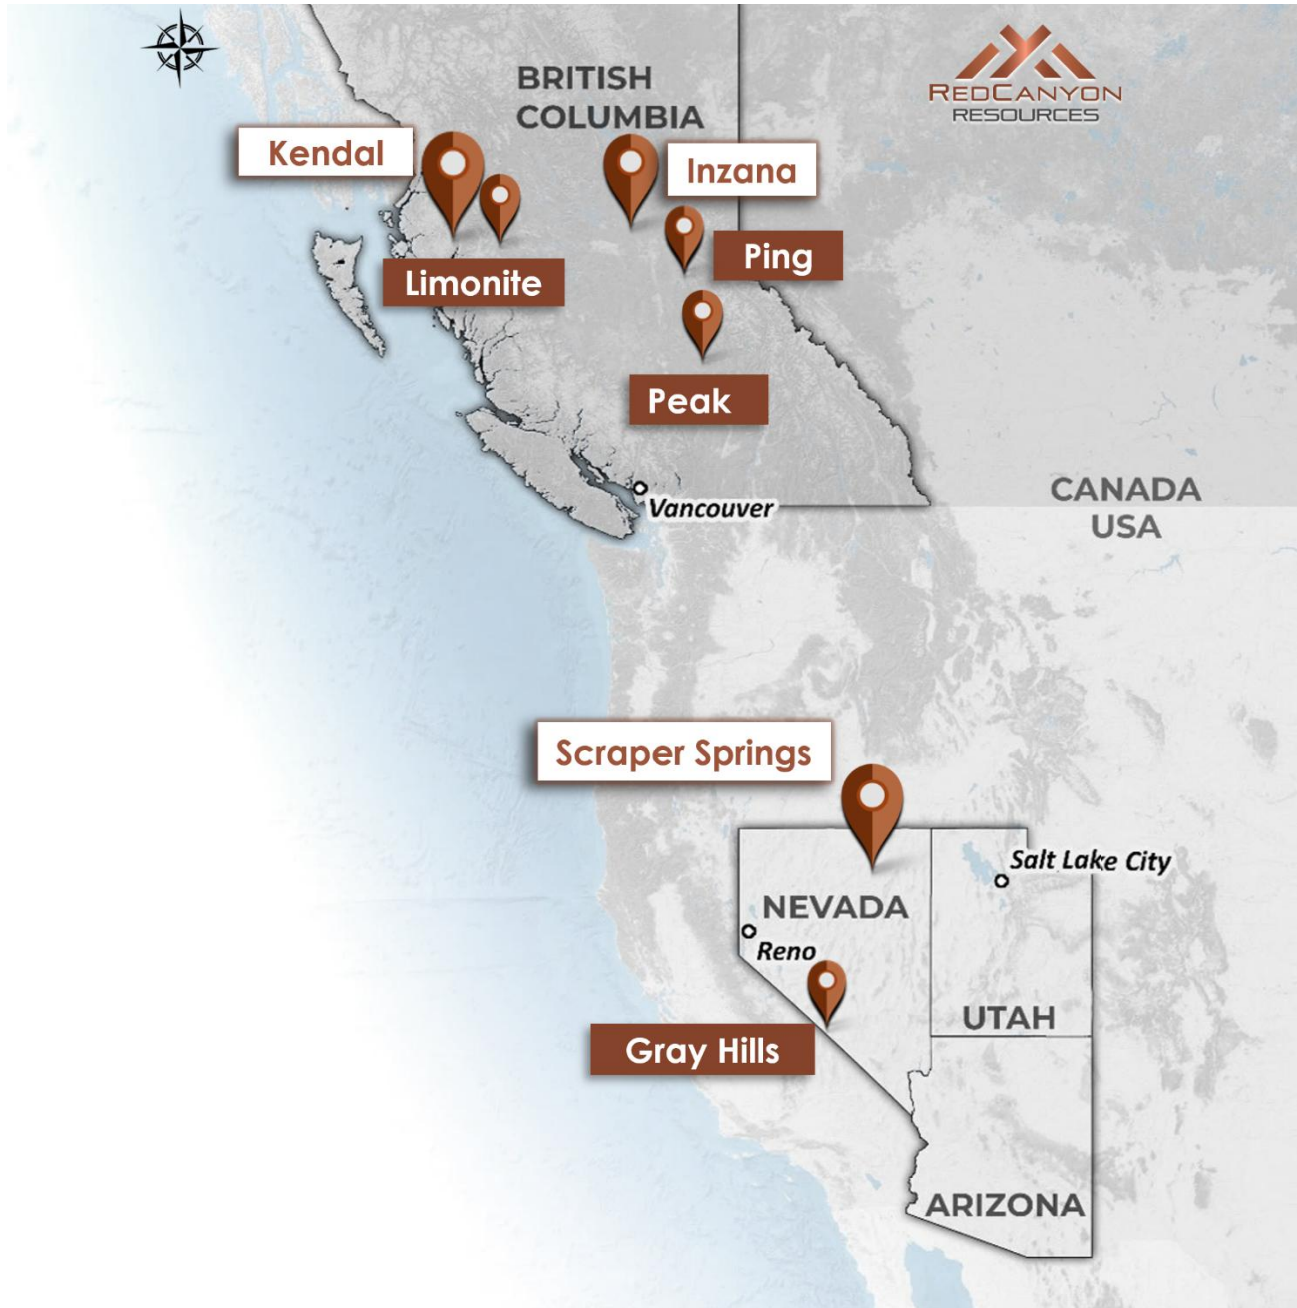 BRITISH
COLUMBIA
REDCANYON
RESOURCES
Kendal
Inzana
Ping
Limonite
Peak
Vancouver
CANADA
USA
Scraper Springs
Salt Lake City
NEVADA
Reno
UTAH
Gray Hills
ARIZONA